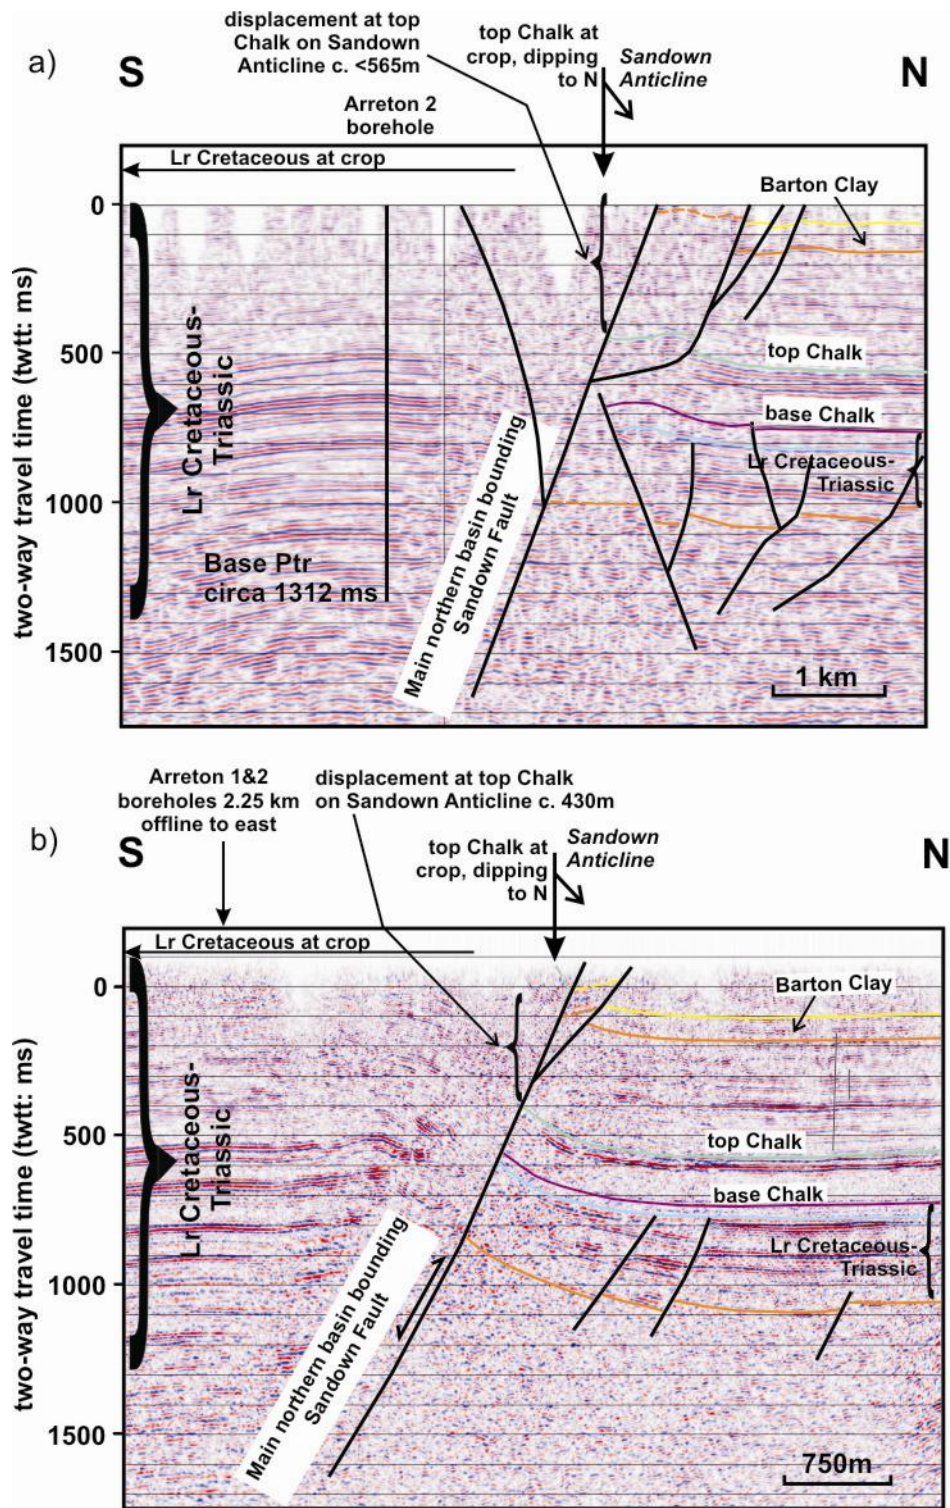 a)
S
displacement at top
Chalk on Sandown
Anticline c. <565m
top Chalk at
crop, dipping
to N
Sandown
Anticline
N
Arreton 2
borehole
Lr Cretaceous at crop
Barton Clay
0
500
1000
1500
two-way travel time (twtt: ms)
Lr Cretaceous-
Triassic
top Chalk
base Chalk
Lr Cretaceous-
Triassic
Base Ptr
circa 1312 ms
Main northern basin bounding
Sandown Fault
1 km
b)
S
Arreton 1&2
boreholes 2.25 km
offline to east
displacement at top Chalk
on Sandown Anticline c. 430m
top Chalk at
crop, dipping
to N
Sandown
Anticline
N
Lr Cretaceous at crop
Barton Clay
0
500
1000
1500
two-way travel time (twtt: ms)
Lr Cretaceous-
Triassic
top Chalk
base Chalk
Lr Cretaceous-
Triassic
Main northern basin bounding
Sandown Fault
750m